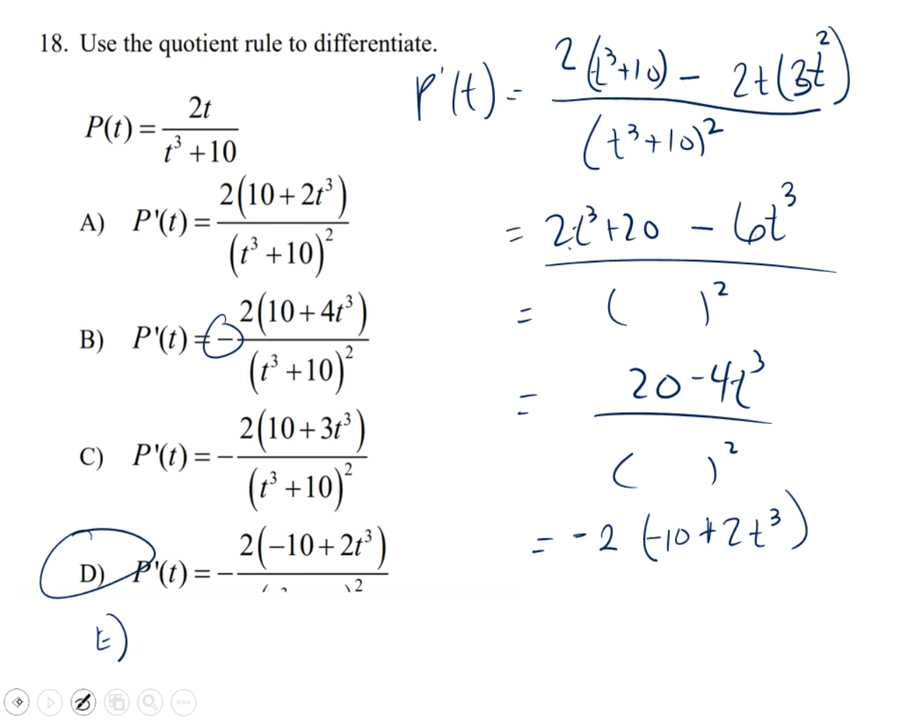 18. Use the quotient rule to differentiate.
P(t) = 2t / (t³ + 10)
A) P'(t) = 2(10 + 2t³) / (t³ + 10)²
B) P'(t) = − 2(10 + 4t³) / (t³ + 10)²
C) P'(t) = − 2(10 + 3t³) / (t³ + 10)²
D) P'(t) = − 2(−10 + 2t³)
E)
P'(t) = 2(t³+10) − 2t(3t²) / (t³+10)²
= 2t³+20 − 6t³
= ( )²
= 20 − 4t³ / ( )²
= −2 (−10 + 2t³)